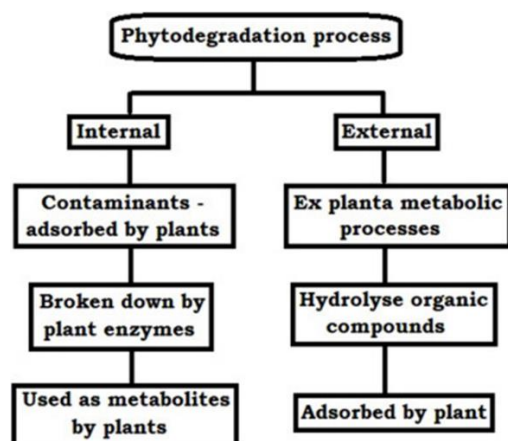 Phytodegradation process
Internal
External
Contaminants -
adsorbed by plants
Ex planta metabolic
processes
Broken down by
plant enzymes
Hydrolyse organic
compounds
Used as metabolites
by plants
Adsorbed by plant